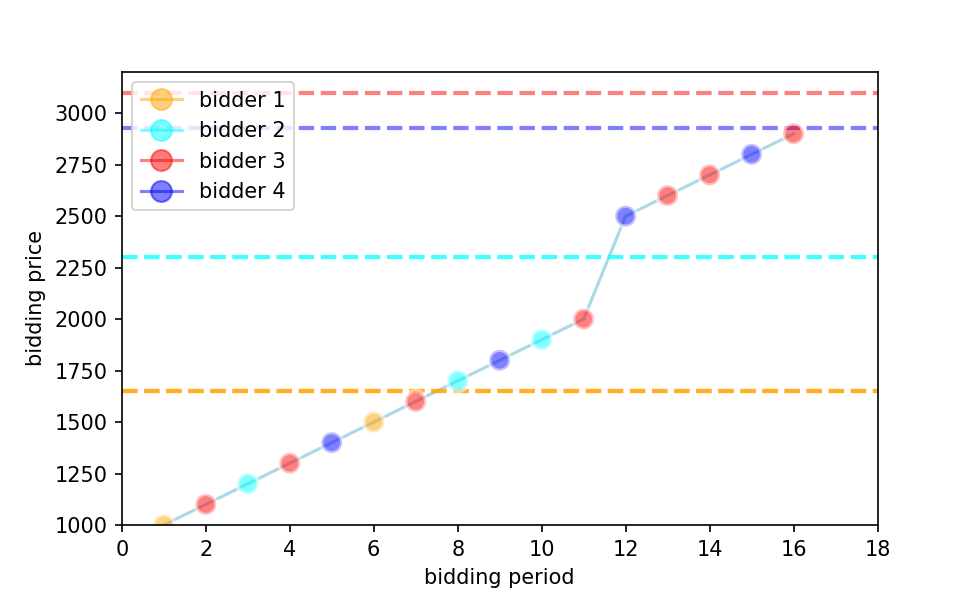 3000
2750
2500
2250
2000
1750
1500
1250
1000
bidding price
bidder 1
bidder 2
bidder 3
bidder 4
0 2 4 6 8 10 12 14 16 18
bidding period